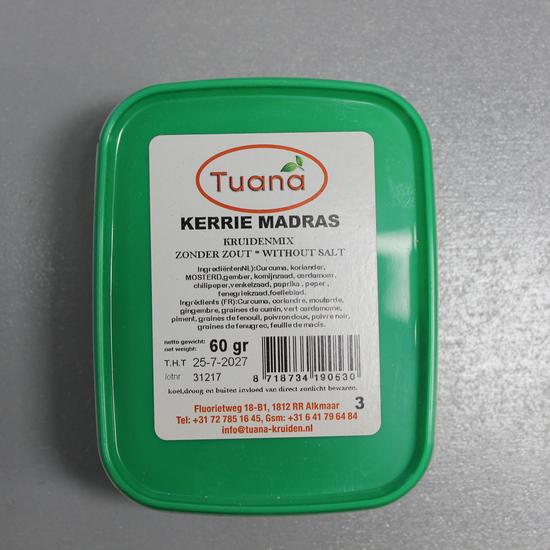 Tuana
KERRIE MADRAS
KRUIDENMIX
ZONDER ZOUT * WITHOUT SALT
IngrediëntenNL):Curcuma, koriander,
MOSTERD,gember, komijnzaad, cardamom,
chilipeper,venkelzaad, paprika , peper ,
fenegriekzaad,foelieblad.
Ingrédients (FR):Curcuma, coriandre, moutarde,
gingembre, graines de cumin, vert cardamome,
piment, graines de fenouil, poivron doux, poivre noir,
graines de fenugrec, feuille de macis.
netto gewicht: 60 gr
net weight:
T.H.T 25-7-2027
lotnr: 31217
8 718734 190630
koel,droog en buiten invloed van direct zonlicht bewaren.
3
Fluorietweg 18-B1, 1812 RR Alkmaar
Tel: +31 72 785 16 45, Gsm: +31 6 41 79 64 84
info@tuana-kruiden.nl